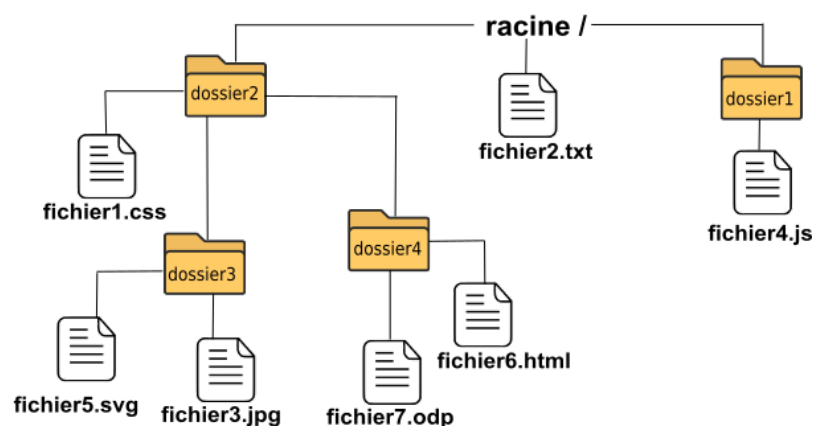 racine /
dossier2
dossier1
fichier2.txt
fichier1.css
fichier4.js
dossier3
dossier4
fichier6.html
fichier5.svg
fichier3.jpg
fichier7.odp